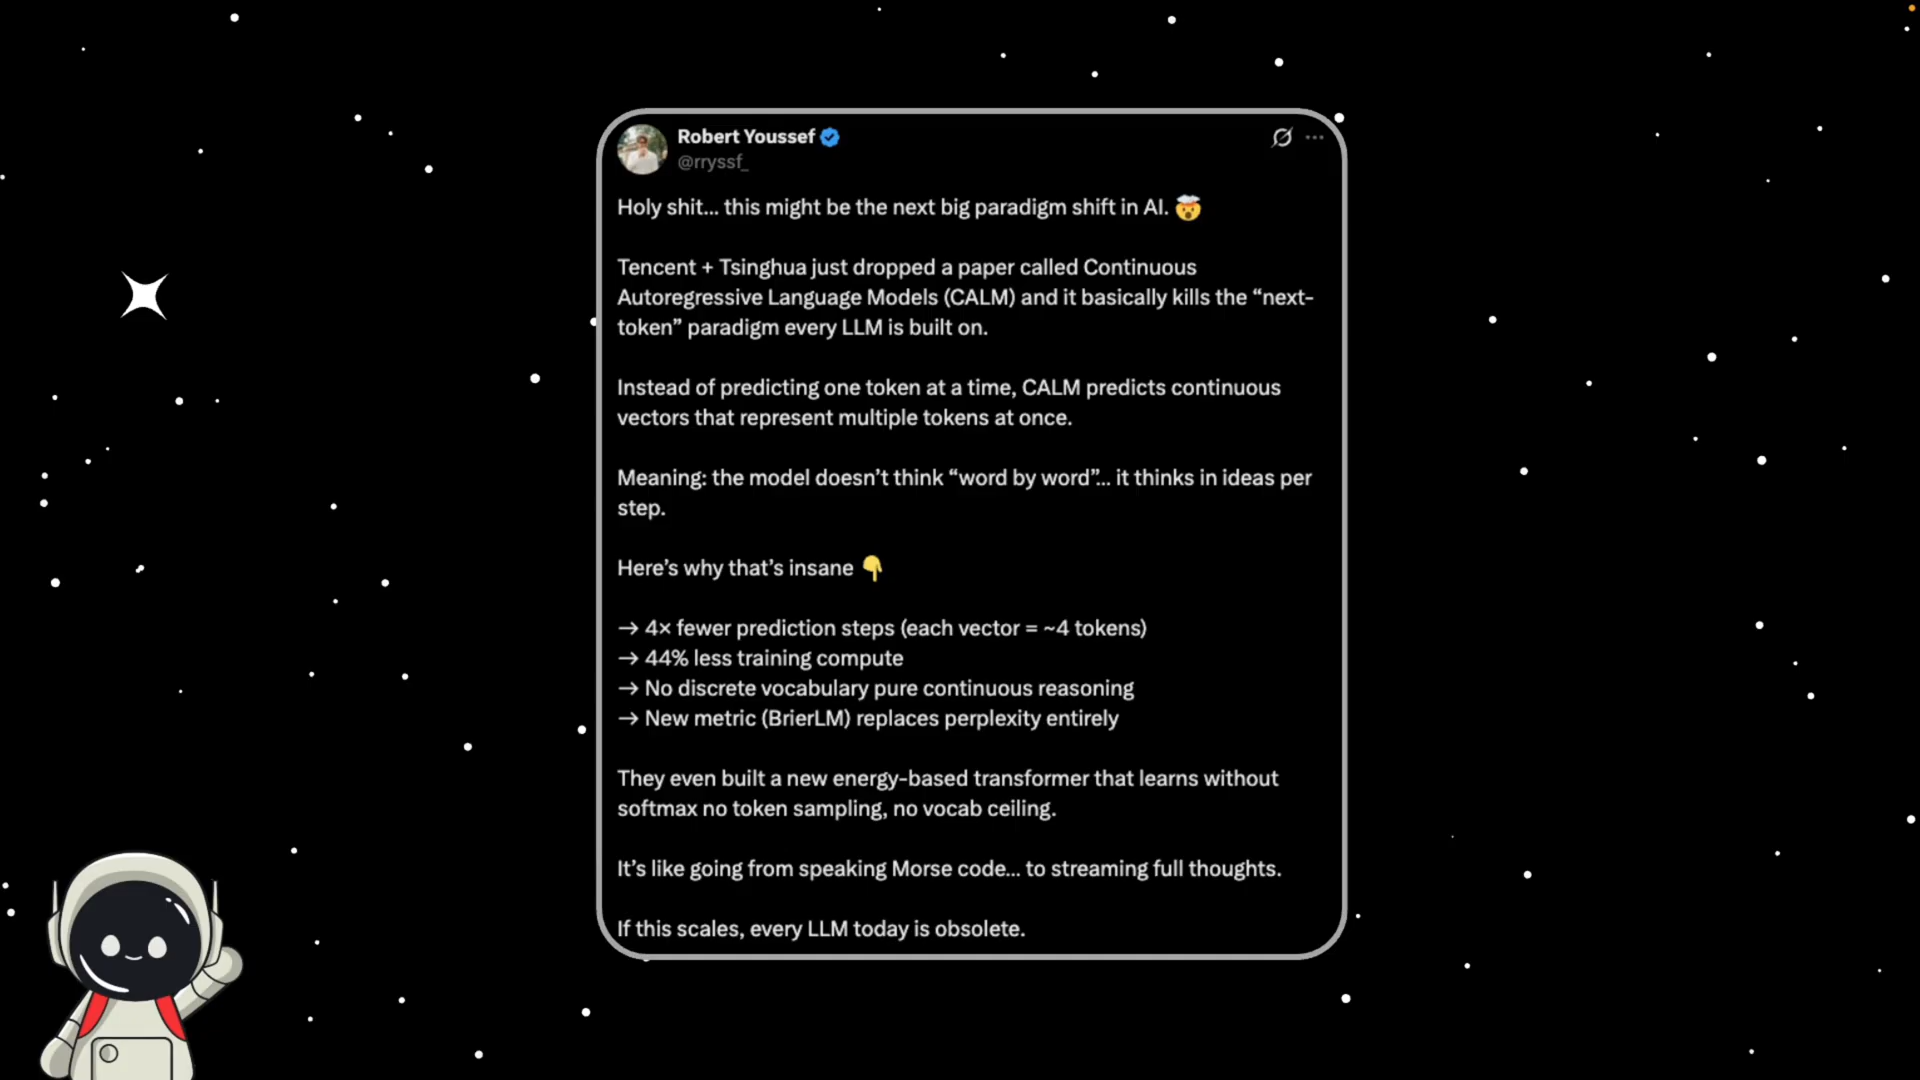 Robert Youssef
@rryssf_
Holy shit... this might be the next big paradigm shift in AI. 🤯
Tencent + Tsinghua just dropped a paper called Continuous
Autoregressive Language Models (CALM) and it basically kills the “next-
token” paradigm every LLM is built on.
Instead of predicting one token at a time, CALM predicts continuous
vectors that represent multiple tokens at once.
Meaning: the model doesn’t think “word by word”... it thinks in ideas per
step.
Here’s why that’s insane 👇
→ 4× fewer prediction steps (each vector = ~4 tokens)
→ 44% less training compute
→ No discrete vocabulary pure continuous reasoning
→ New metric (BrierLM) replaces perplexity entirely
They even built a new energy-based transformer that learns without
softmax no token sampling, no vocab ceiling.
It’s like going from speaking Morse code... to streaming full thoughts.
If this scales, every LLM today is obsolete.